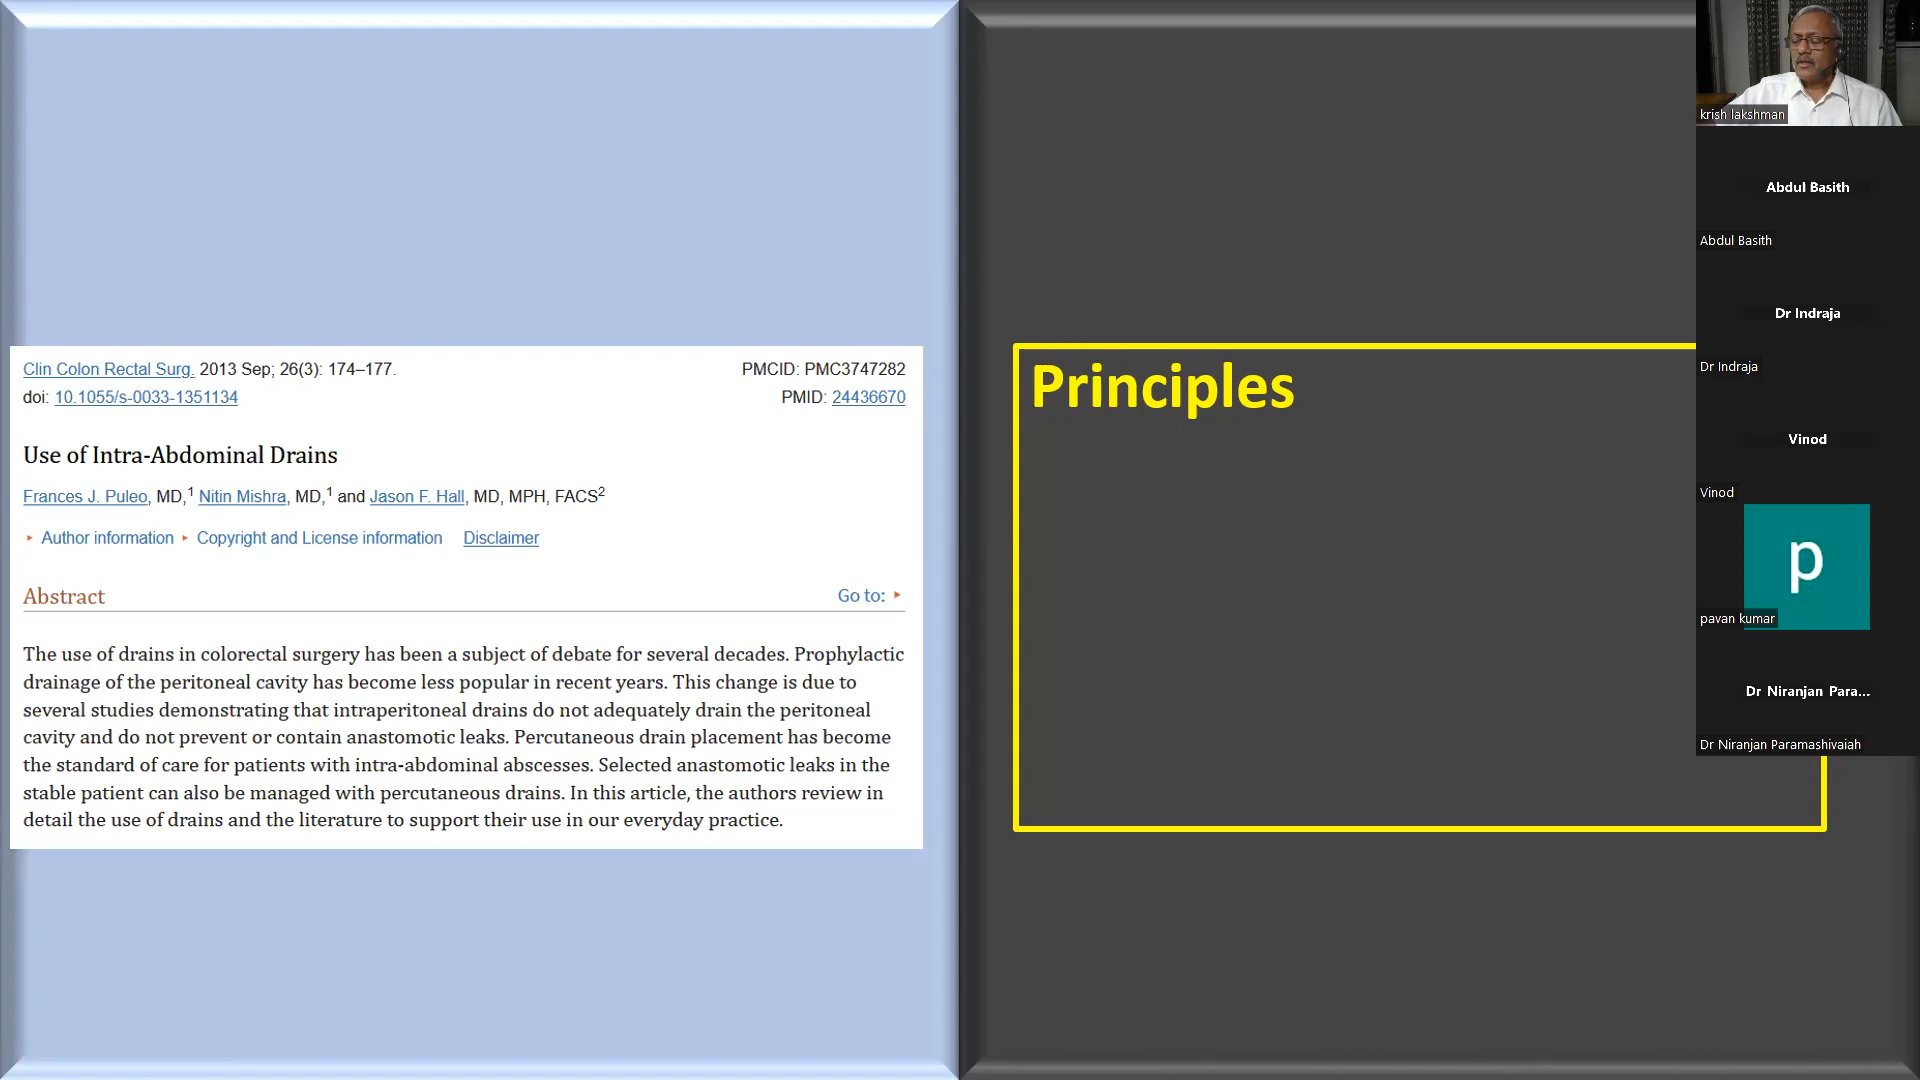 Clin Colon Rectal Surg. 2013 Sep; 26(3): 174–177.
PMCID: PMC3747282
doi: 10.1055/s-0033-1351134
PMID: 24436670
Use of Intra-Abdominal Drains
Frances J. Puleo, MD,1 Nitin Mishra, MD,1 and Jason F. Hall, MD, MPH, FACS2
Author information Copyright and License information Disclaimer
Abstract
Go to:
The use of drains in colorectal surgery has been a subject of debate for several decades. Prophylactic
drainage of the peritoneal cavity has become less popular in recent years. This change is due to
several studies demonstrating that intraperitoneal drains do not adequately drain the peritoneal
cavity and do not prevent or contain anastomotic leaks. Percutaneous drain placement has become
the standard of care for patients with intra-abdominal abscesses. Selected anastomotic leaks in the
stable patient can also be managed with percutaneous drains. In this article, the authors review in
detail the use of drains and the literature to support their use in our everyday practice.
Principles
krish lakshman
Abdul Basith
Abdul Basith
Dr Indraja
Dr Indraja
Vinod
Vinod
p
pavan kumar
Dr Niranjan Para...
Dr Niranjan Paramashivaiah